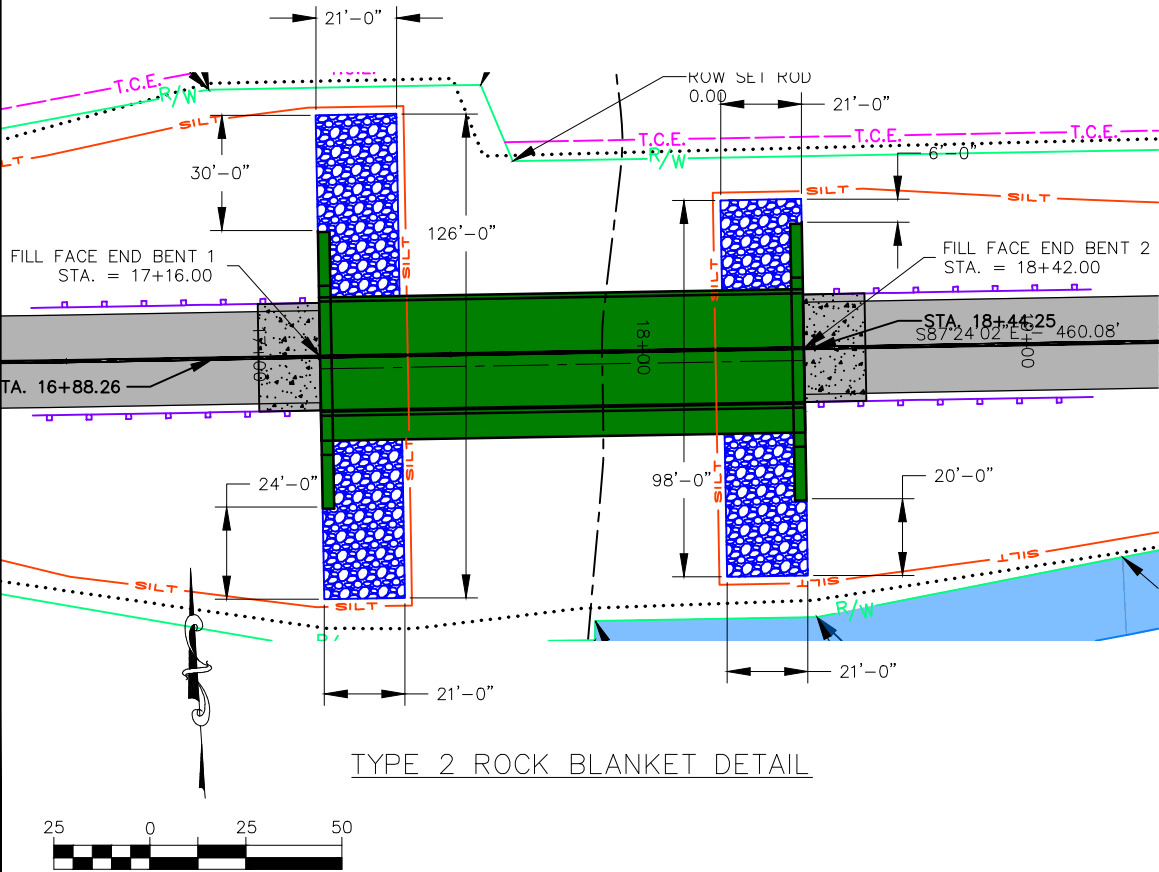 21'-0"
T.C.E.
T.C.E.
R/W
SILT
ROW SET ROD
0.00
21'-0"
T.C.E.
T.C.E.
T.C.E.
R/W
6'-0"
30'-0"
SILT
SILT
126'-0"
SILT
SILT
FILL FACE END BENT 1
STA. = 17+16.00
FILL FACE END BENT 2
STA. = 18+42.00
18+00
STA. 18+44.25
S87°24'02"E - 460.08'
TA. 16+88.26
24'-0"
SILT
98'-0"
SILT
20'-0"
SILT
SILT
SILT
SILT
R/W
R/
21'-0"
21'-0"
TYPE 2 ROCK BLANKET DETAIL
25 0 25 50